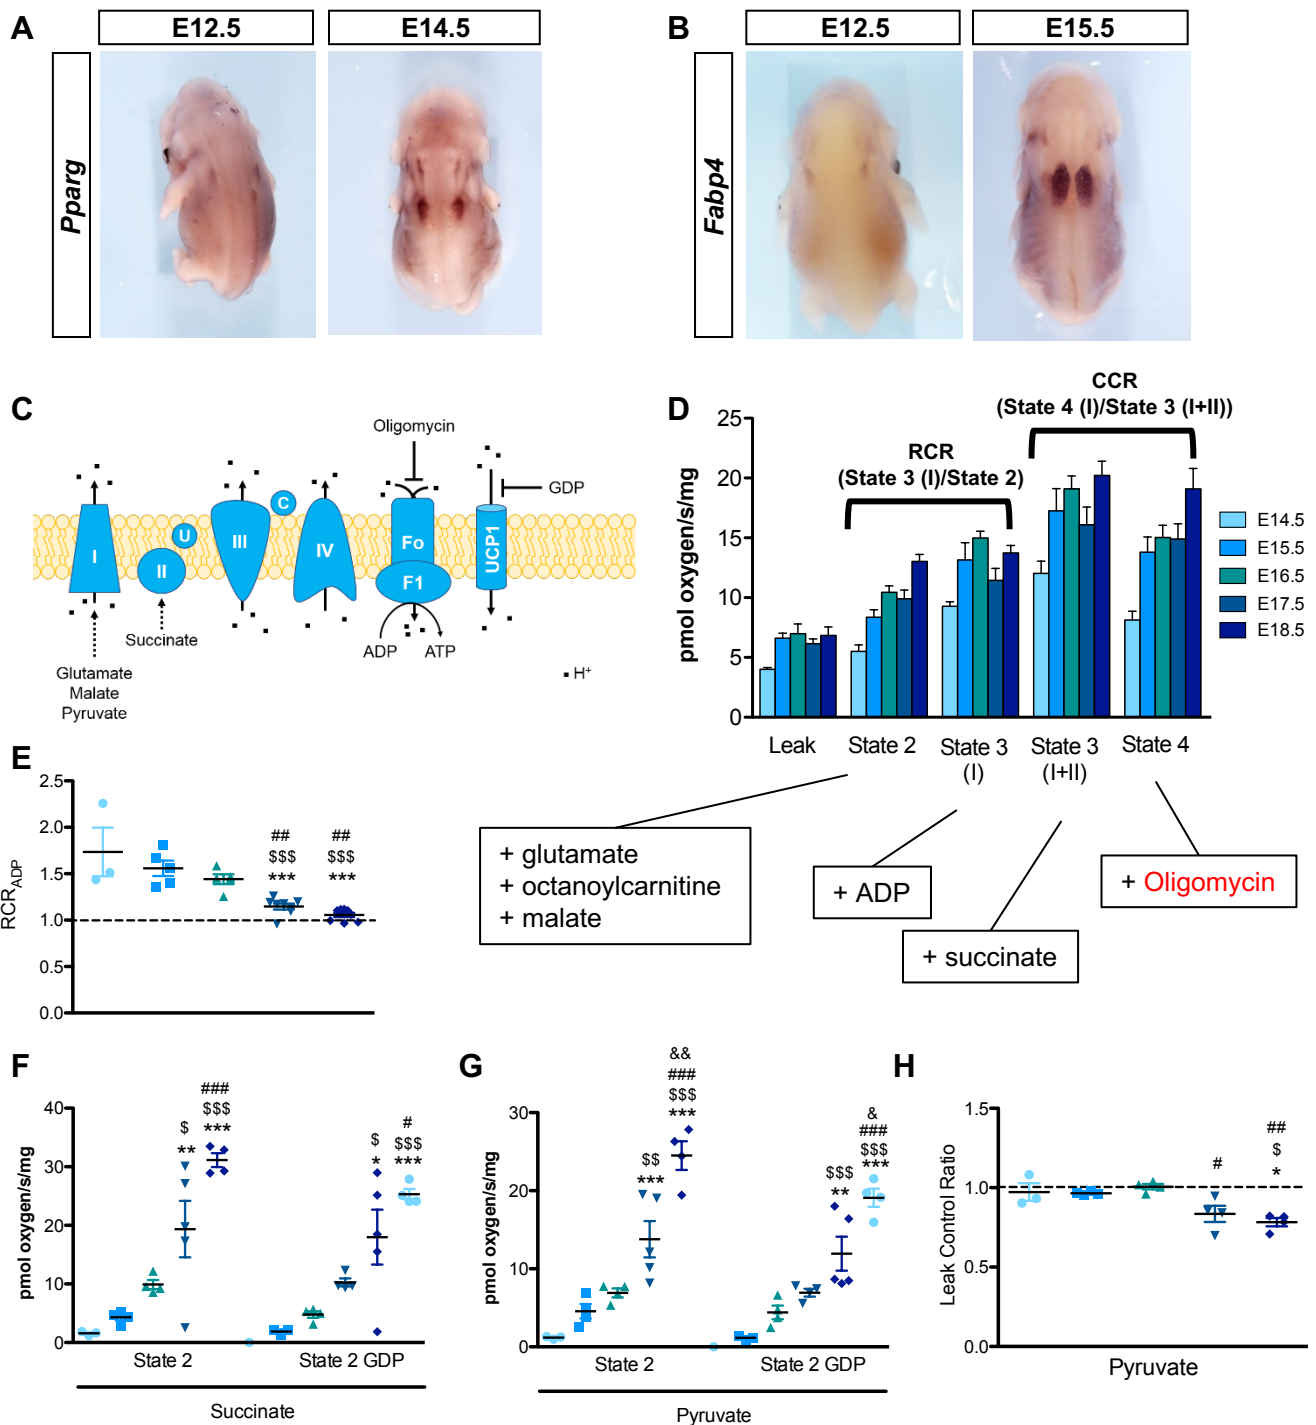 A
E12.5
E14.5
Pparg
B
E12.5
E15.5
Fabp4
C
Oligomycin
GDP
I
II
U
III
C
IV
Fo
F1
UCP1
Succinate
ADP
ATP
Glutamate
Malate
Pyruvate
H+
D
CCR
(State 4 (I)/State 3 (I+II))
RCR
(State 3 (I)/State 2)
pmol oxygen/s/mg
25
20
15
10
5
0
Leak
State 2
State 3
(I)
State 3
(I+II)
State 4
E14.5
E15.5
E16.5
E17.5
E18.5
+ glutamate
+ octanoylcarnitine
+ malate
+ ADP
+ succinate
+ Oligomycin
E
RCRADP
2.5
2.0
1.5
1.0
0.5
0.0
##
$$$
***
##
$$$
***
F
pmol oxygen/s/mg
40
30
20
10
0
$
**
###
$$$
***
$
*
#
$$$
***
State 2
State 2 GDP
Succinate
G
pmol oxygen/s/mg
30
20
10
0
$$
***
&&
###
$$$
***
$$$
**
&
###
$$$
***
State 2
State 2 GDP
Pyruvate
H
Leak Control Ratio
1.5
1.0
0.5
0.0
#
##
$
*
Pyruvate